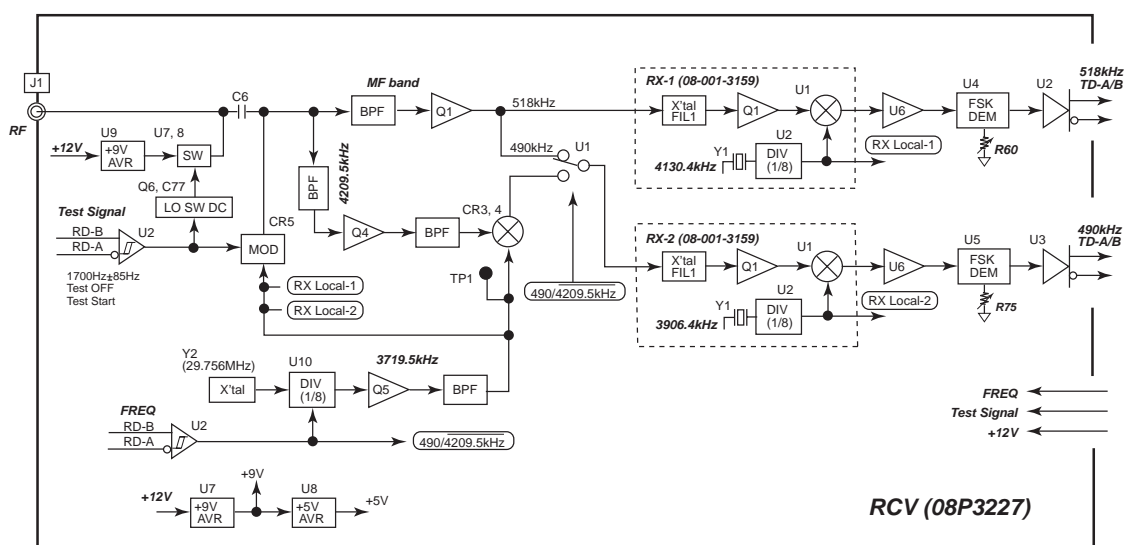 J1
RF
C6
MF band
BPF
Q1
518kHz
RX-1 (08-001-3159)
X'tal
FIL1
Q1
U1
U2
Y1
DIV
(1/8)
4130.4kHz
RX Local-1
U6
U4
FSK
DEM
R60
U2
518kHz
TD-A/B
+12V
U9
+9V
AVR
U7, 8
SW
Q6, C77
LO SW DC
BPF
4209.5kHz
490kHz
U1
Test Signal
RD-B
RD-A
U2
1700Hz±85Hz
Test OFF
Test Start
CR5
MOD
Q4
BPF
CR3, 4
TP1
490/4209.5kHz
RX Local-1
RX Local-2
RX-2 (08-001-3159)
X'tal
FIL1
Q1
U1
U2
Y1
DIV
(1/8)
3906.4kHz
RX Local-2
U6
U5
FSK
DEM
R75
U3
490kHz
TD-A/B
Y2
(29.756MHz)
X'tal
U10
DIV
(1/8)
3719.5kHz
Q5
BPF
FREQ
RD-B
RD-A
U2
490/4209.5kHz
FREQ
Test Signal
+12V
+12V
U7
+9V
AVR
+9V
U8
+5V
AVR
+5V
RCV (08P3227)